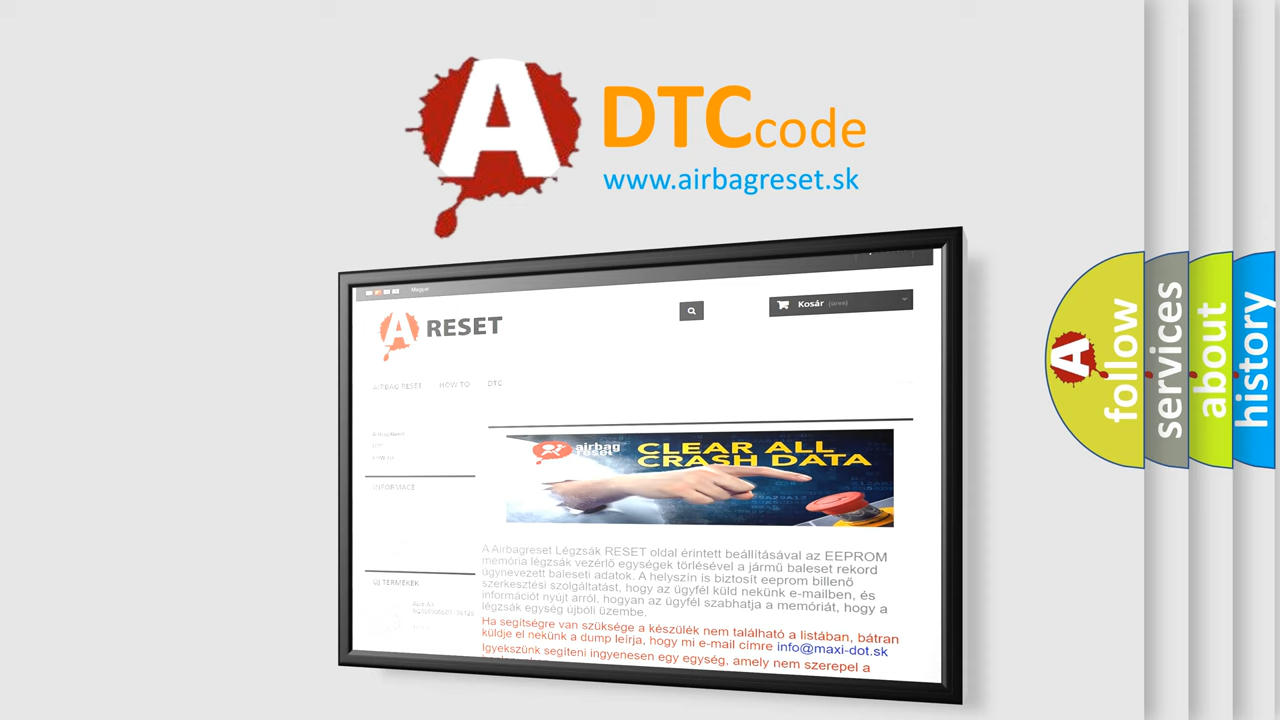 A DTC code
www.airbagreset.sk
Magyar
A RESET
Kosár (üres)
AIRBAG RESET HOW TO DTC
INFORMACE
airbag
reset
CLEAR ALL
CRASH DATA
A Airbagreset Légzsák RESET oldal érintett beállításával az EEPROM
memória légzsák vezérlő egységek törlésével a jármű baleset rekord
úgynevezett baleseti adatok. A helyszín is biztosít eeprom billenő
szerkesztési szolgáltatást, hogy az ügyfél küld nekünk e-mailben, és
információt nyújt arról, hogyan az ügyfél szabhatja a memóriát, hogy a
légzsák egység újbóli üzembe.
Ha segítségre van szüksége a készülék nem található a listában, bátran
küldje el nekünk a dump leírja, hogy mi e-mail címre info@maxi-dot.sk
Igyekszünk segíteni ingyenesen egy egység, amely nem szerepel a
ÚJ TERMÉKEK
A
follow
services
about
history